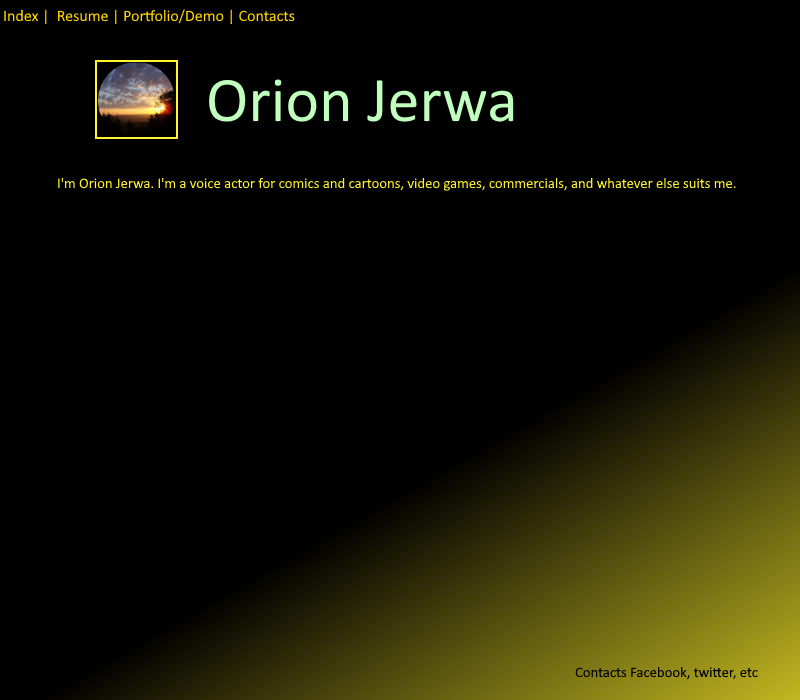 Index |  Resume | Portfolio/Demo | Contacts
Orion Jerwa
I'm Orion Jerwa. I'm a voice actor for comics and cartoons, video games, commercials, and whatever else suits me.
Contacts Facebook, twitter, etc